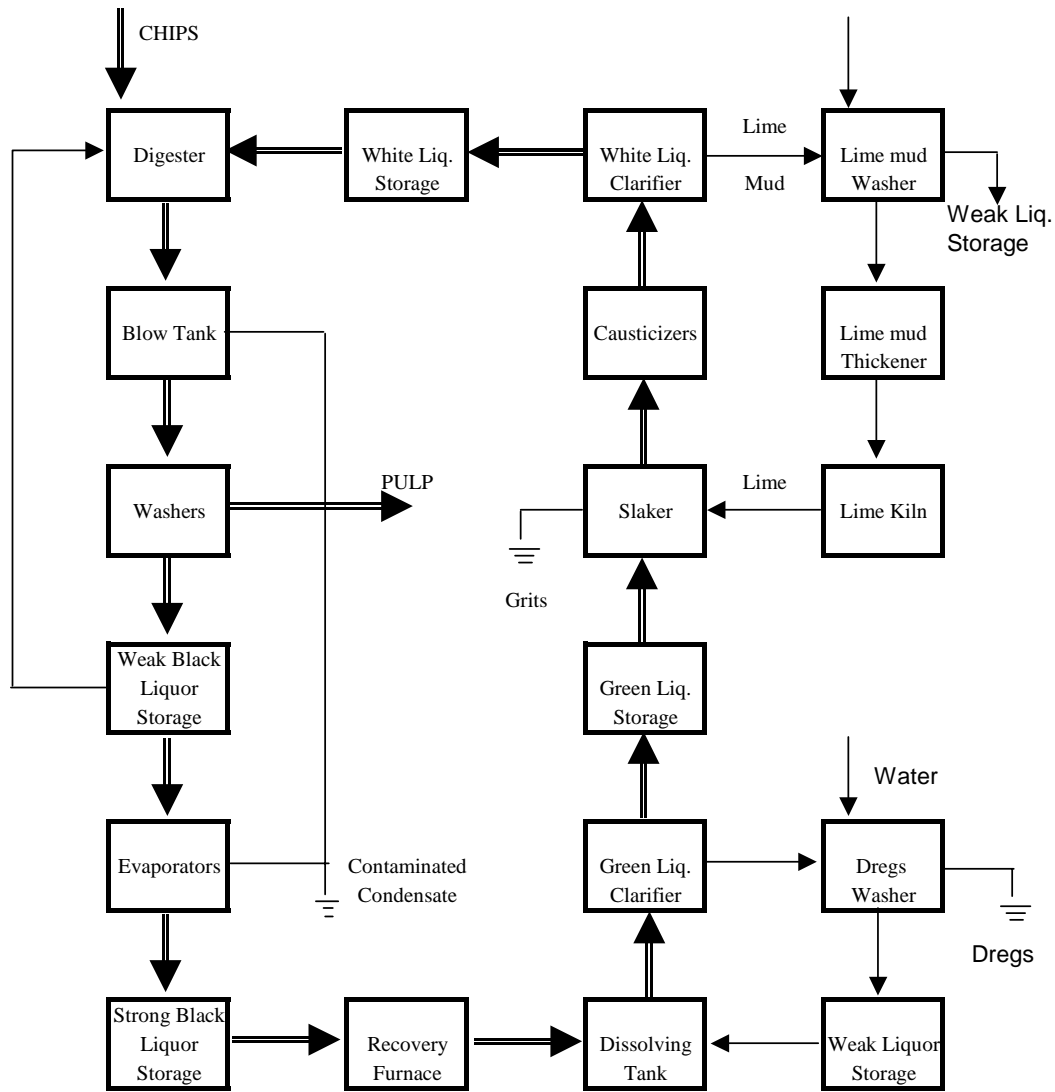 CHIPS
Digester
White Liq.
Storage
White Liq.
Clarifier
Lime
Mud
Lime mud
Washer
Weak Liq.
Storage
Blow Tank
Causticizers
Lime mud
Thickener
PULP
Washers
Slaker
Lime
Lime Kiln
Grits
Weak Black
Liquor
Storage
Green Liq.
Storage
Water
Evaporators
Contaminated
Condensate
Green Liq.
Clarifier
Dregs
Washer
Dregs
Strong Black
Liquor
Storage
Recovery
Furnace
Dissolving
Tank
Weak Liquor
Storage